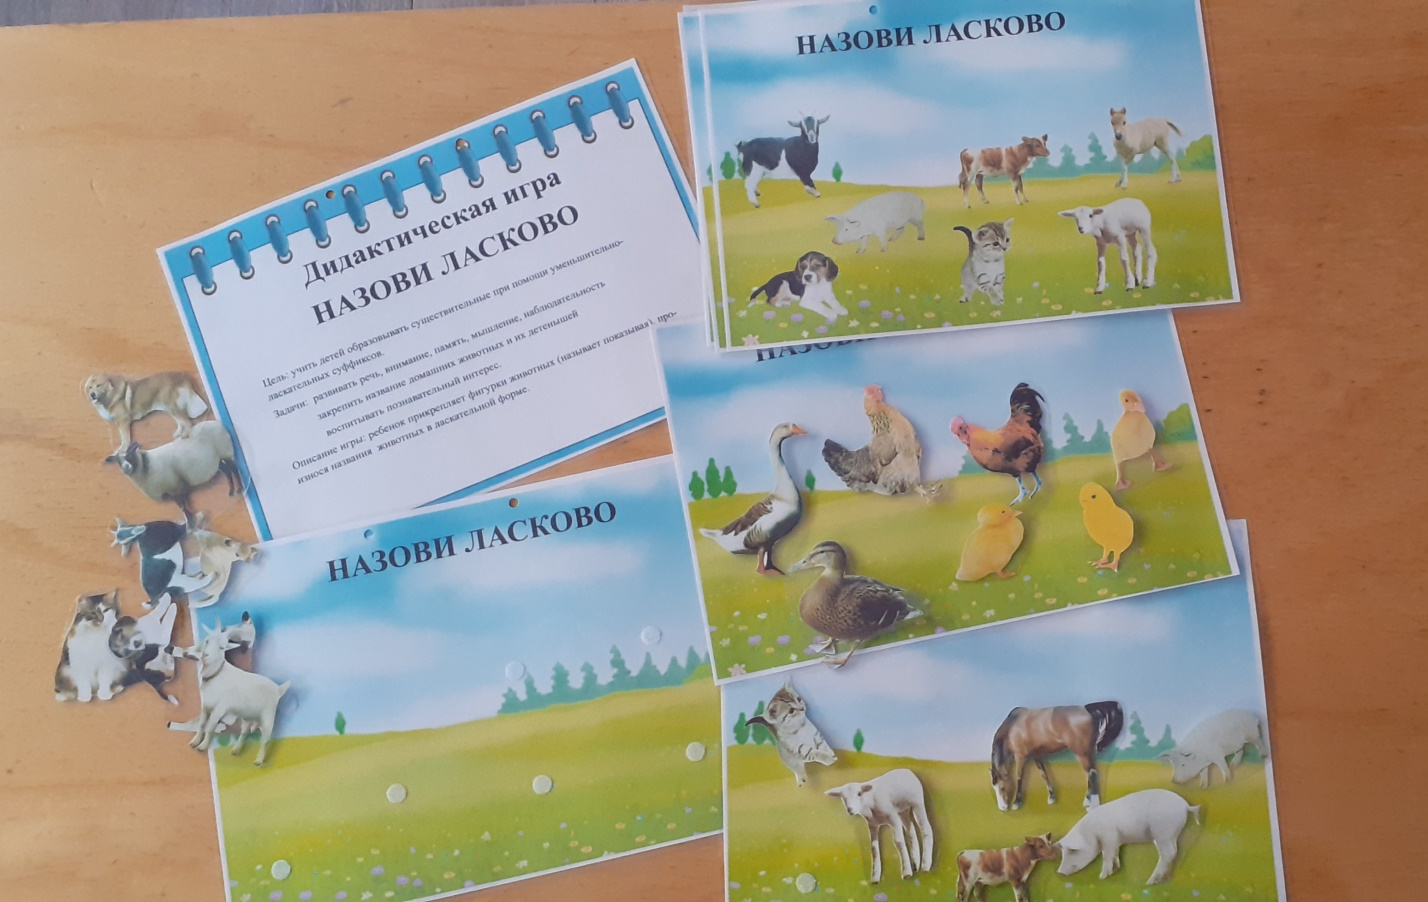 Дидактическая игра
НАЗОВИ ЛАСКОВО
Цель: учить детей образовывать существительные при помощи уменьшительно-
ласкательных суффиксов.
Задачи: развивать речь, внимание, память, мышление, наблюдательность
закрепить название домашних животных и их детенышей
воспитывать познавательный интерес.
Описание игры: ребенок прикрепляет фигурки животных (называет показывая), про-
износя названия животных в ласкательной форме.
НАЗОВИ ЛАСКОВО
НАЗОВИ
НАЗОВИ ЛАСКОВО